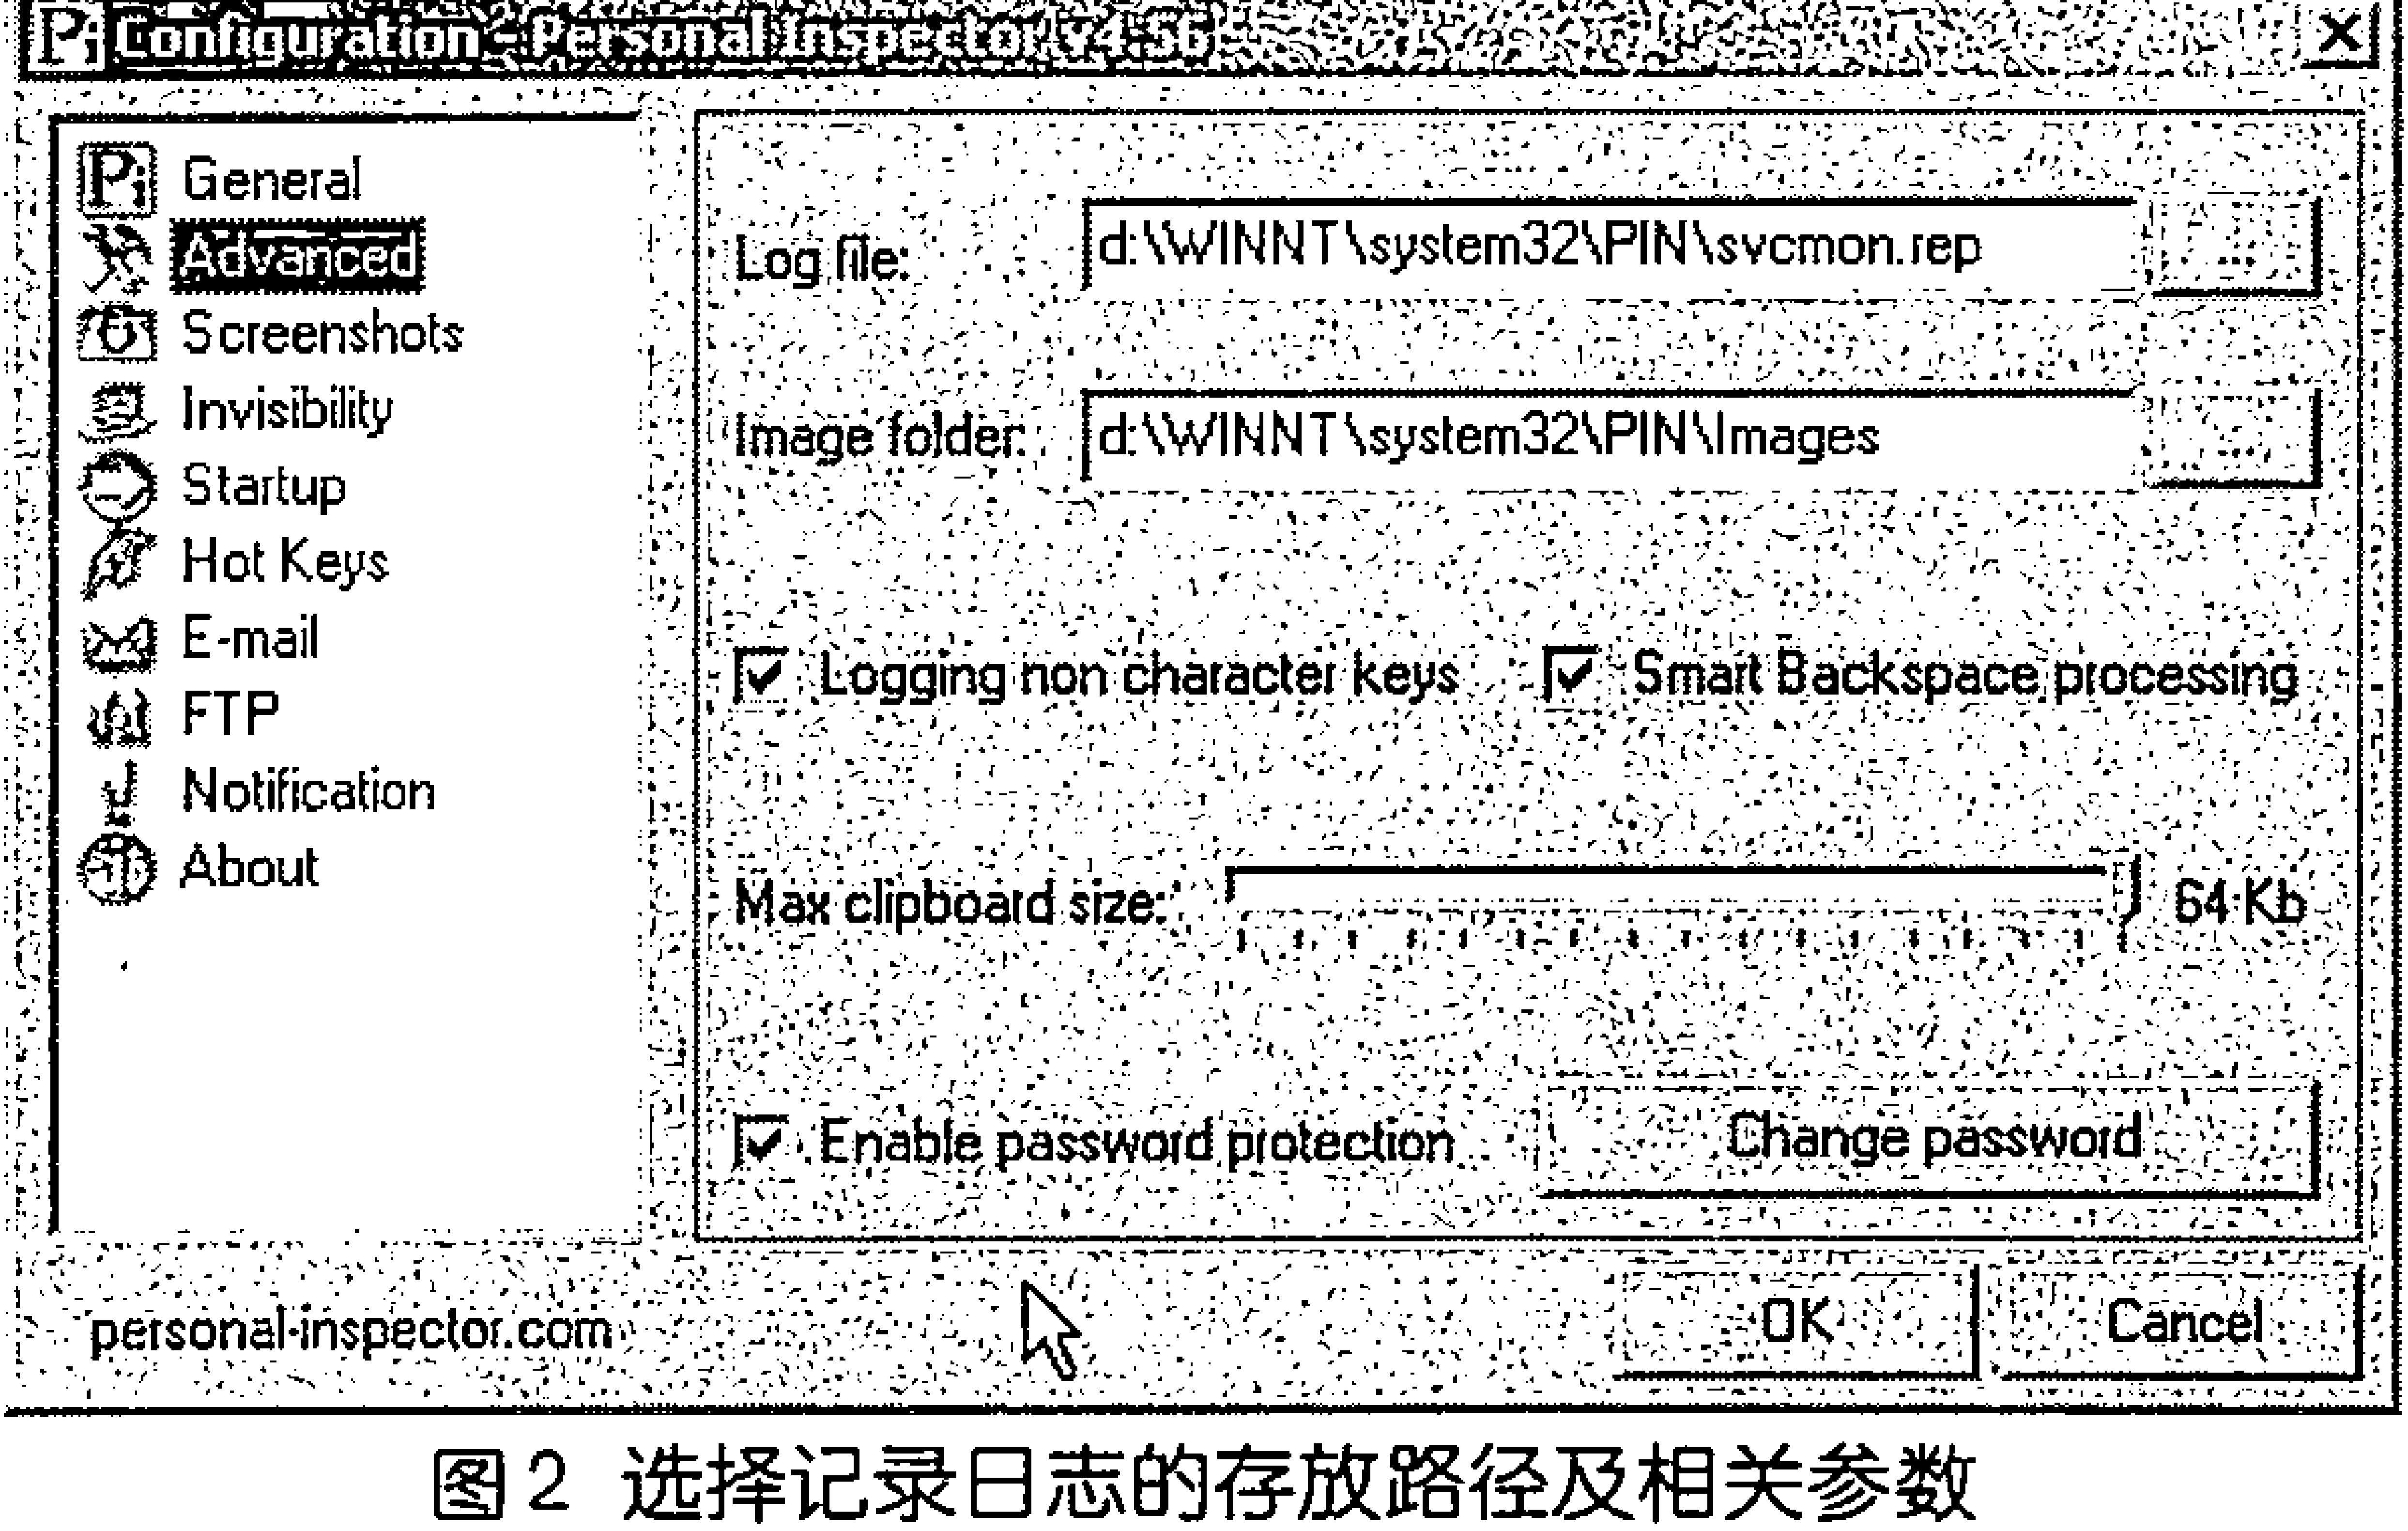 Pi Configuration - Personal Inspector v4.56
General
Advanced
Screenshots
Invisibility
Startup
Hot Keys
E-mail
FTP
Notification
About
Log file: d:\WINNT\system32\PIN\svcmon.rep ...
Image folder: d:\WINNT\system32\PIN\Images
Logging non character keys Smart Backspace processing
Max clipboard size: 64 Kb
Enable password protection Change password
personal-inspector.com OK Cancel
图2 选择记录日志的存放路径及相关参数